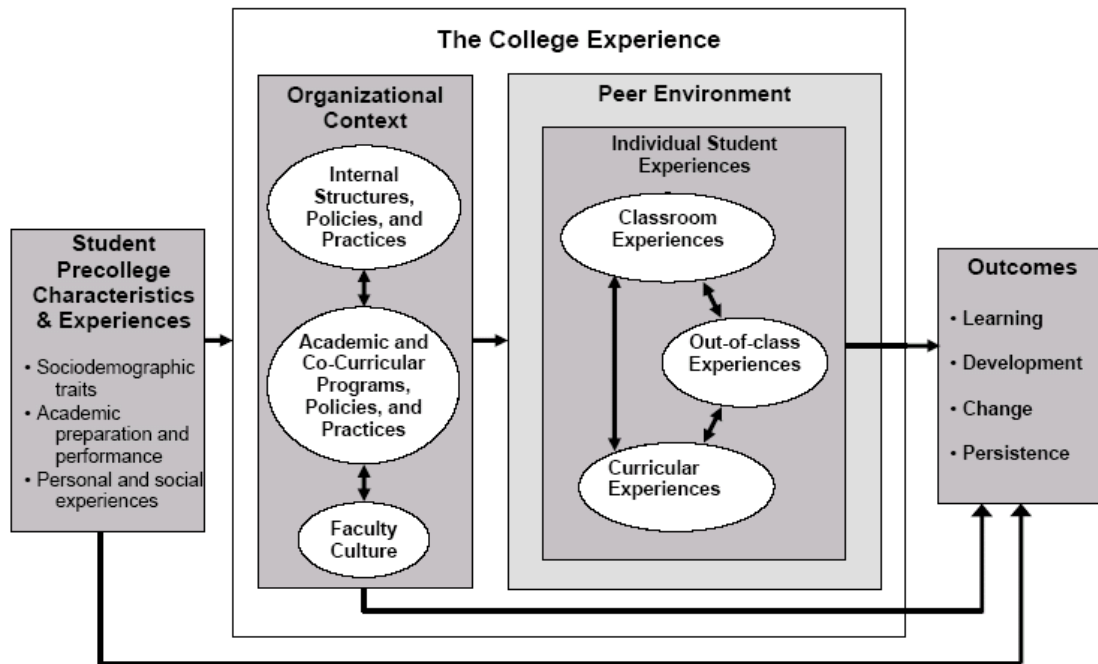 The College Experience
Student
Precollege
Characteristics
& Experiences
• Sociodemographic
traits
• Academic
preparation and
performance
• Personal and social
experiences
Organizational
Context
Internal
Structures,
Policies, and
Practices
Academic and
Co-Curricular
Programs,
Policies, and
Practices
Faculty
Culture
Peer Environment
Individual Student
Experiences
Classroom
Experiences
Out-of-class
Experiences
Curricular
Experiences
Outcomes
• Learning
• Development
• Change
• Persistence